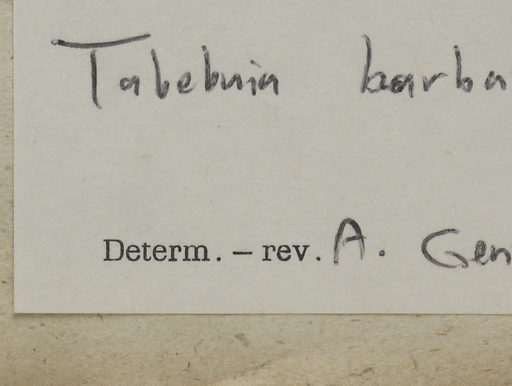 Tabebuia barba
Determ. – rev. A. Gen